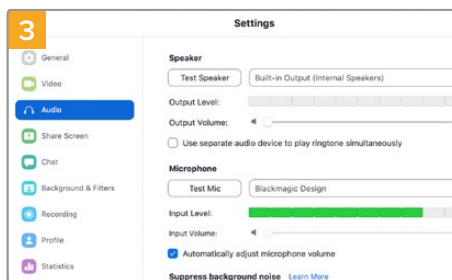 3
Settings
General
Video
Audio
Share Screen
Chat
Background & Filters
Recording
Profile
Statistics
Speaker
Test Speaker Built-in Output (Internal Speakers)
Output Level:
Output Volume:
Use separate audio device to play ringtone simultaneously
Microphone
Test Mic Blackmagic Design
Input Level:
Input Volume:
Automatically adjust microphone volume
Suppress background noise Learn More